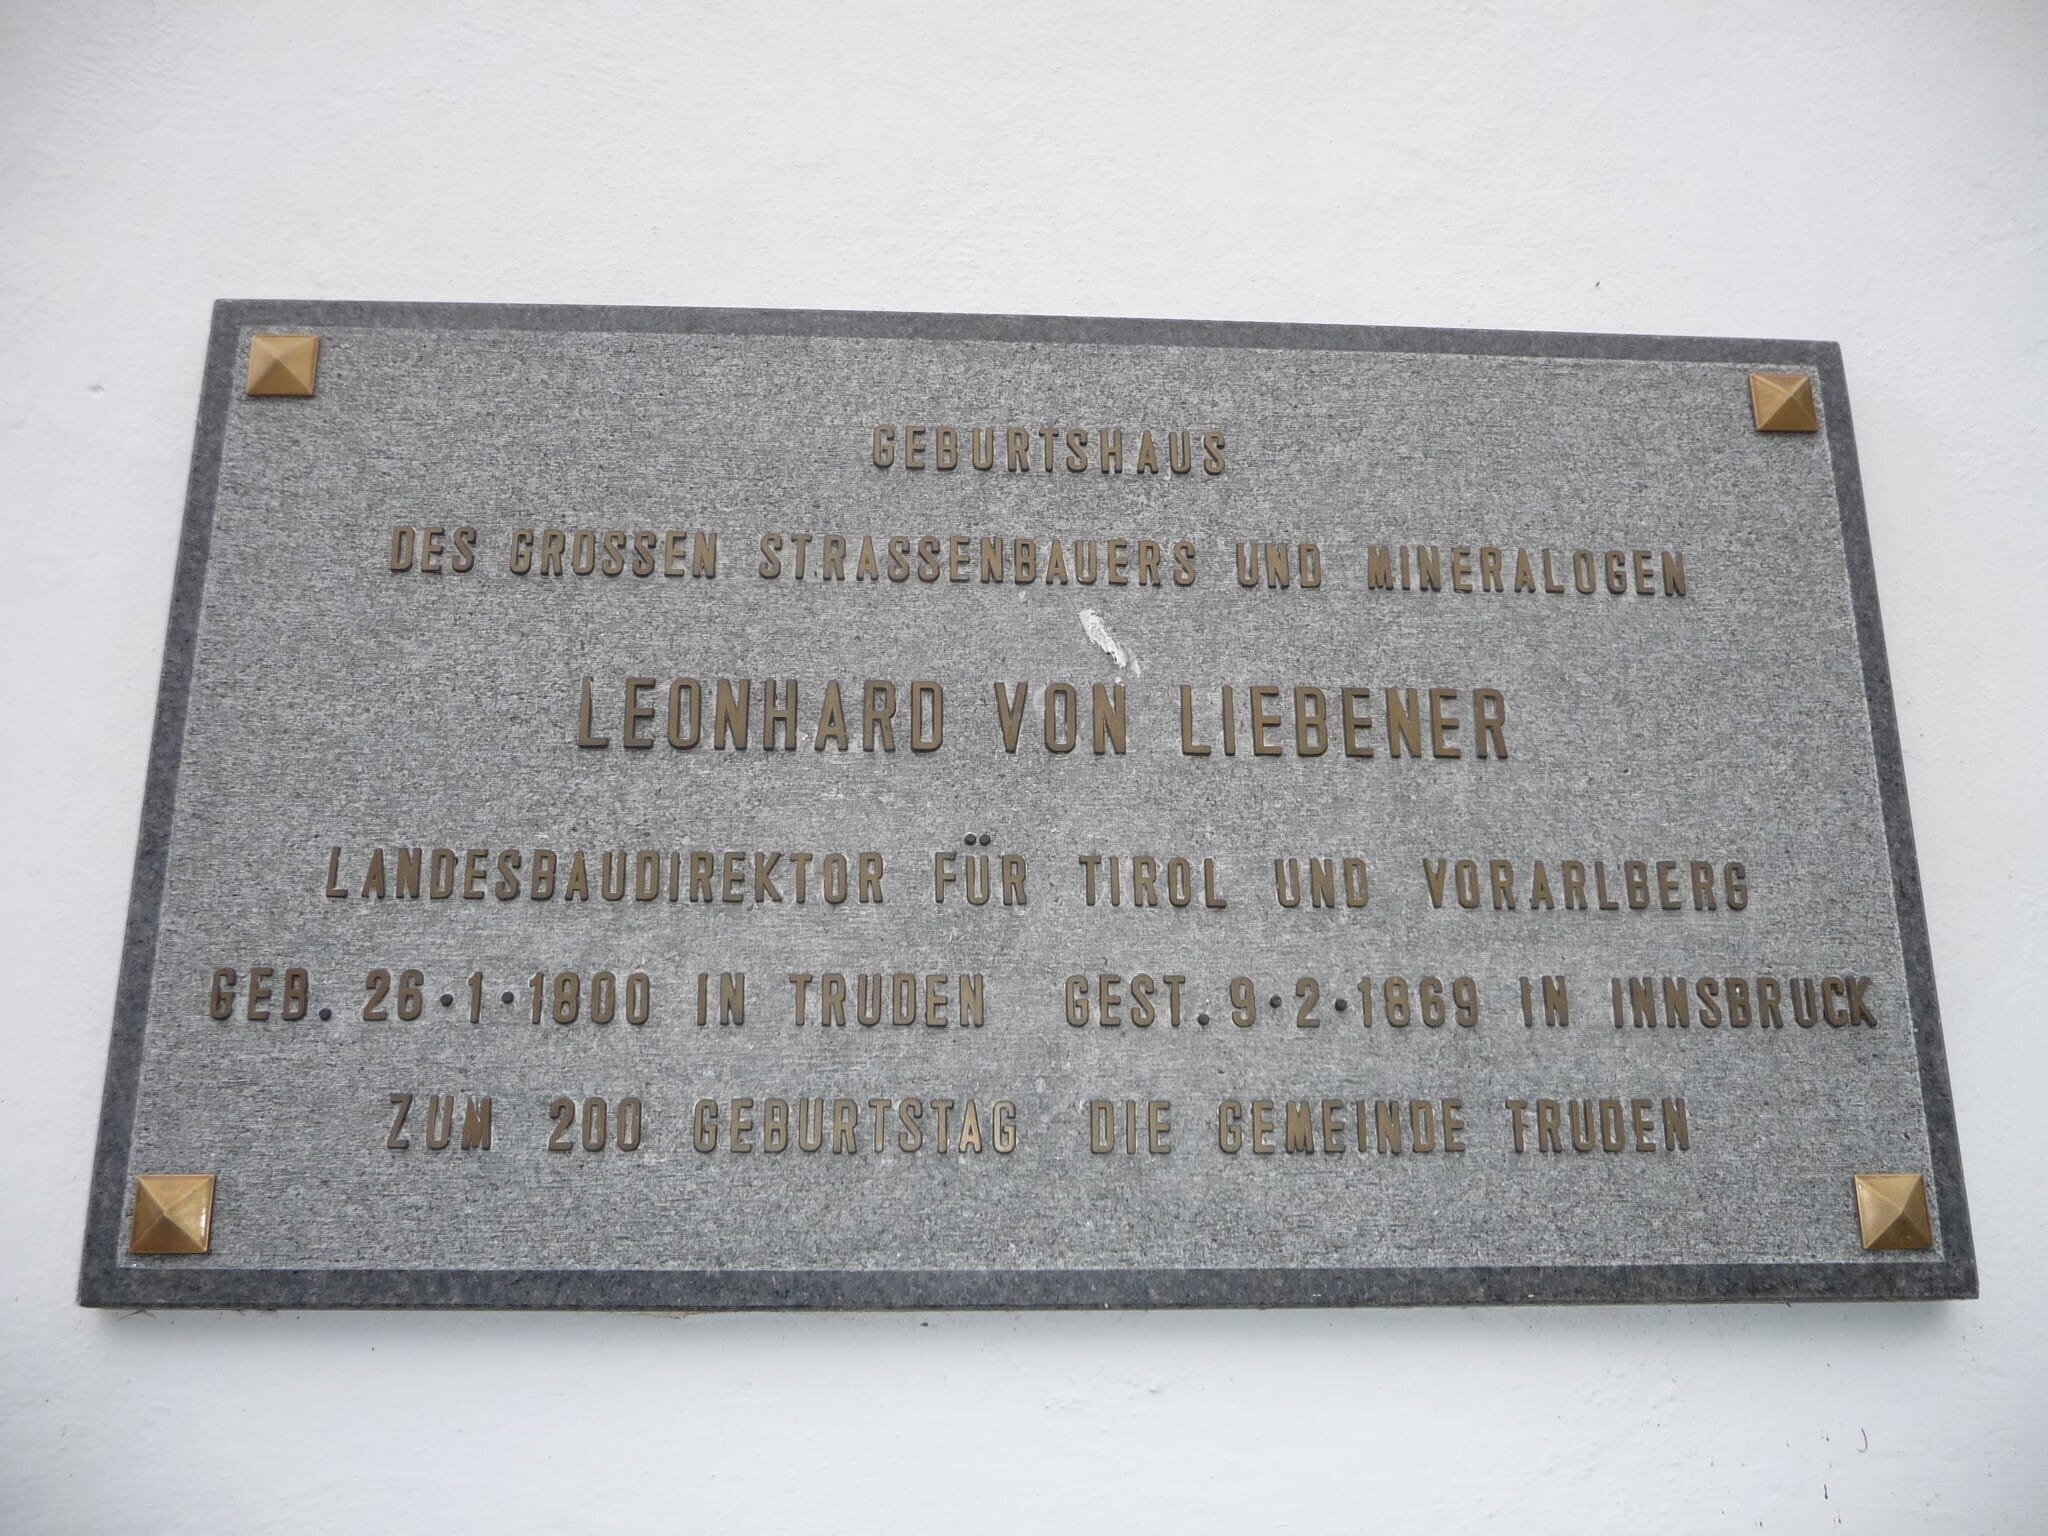 GEBURTSHAUS
DES GROSSEN STRASSENBAUERS UND MINERALOGEN
LEONHARD VON LIEBENER
LANDESBAUDIREKTOR FÜR TIROL UND VORARLBERG
GEB. 26·1·1800 IN TRUDEN GEST. 9·2·1869 IN INNSBRUCK
ZUM 200 GEBURTSTAG DIE GEMEINDE TRUDEN